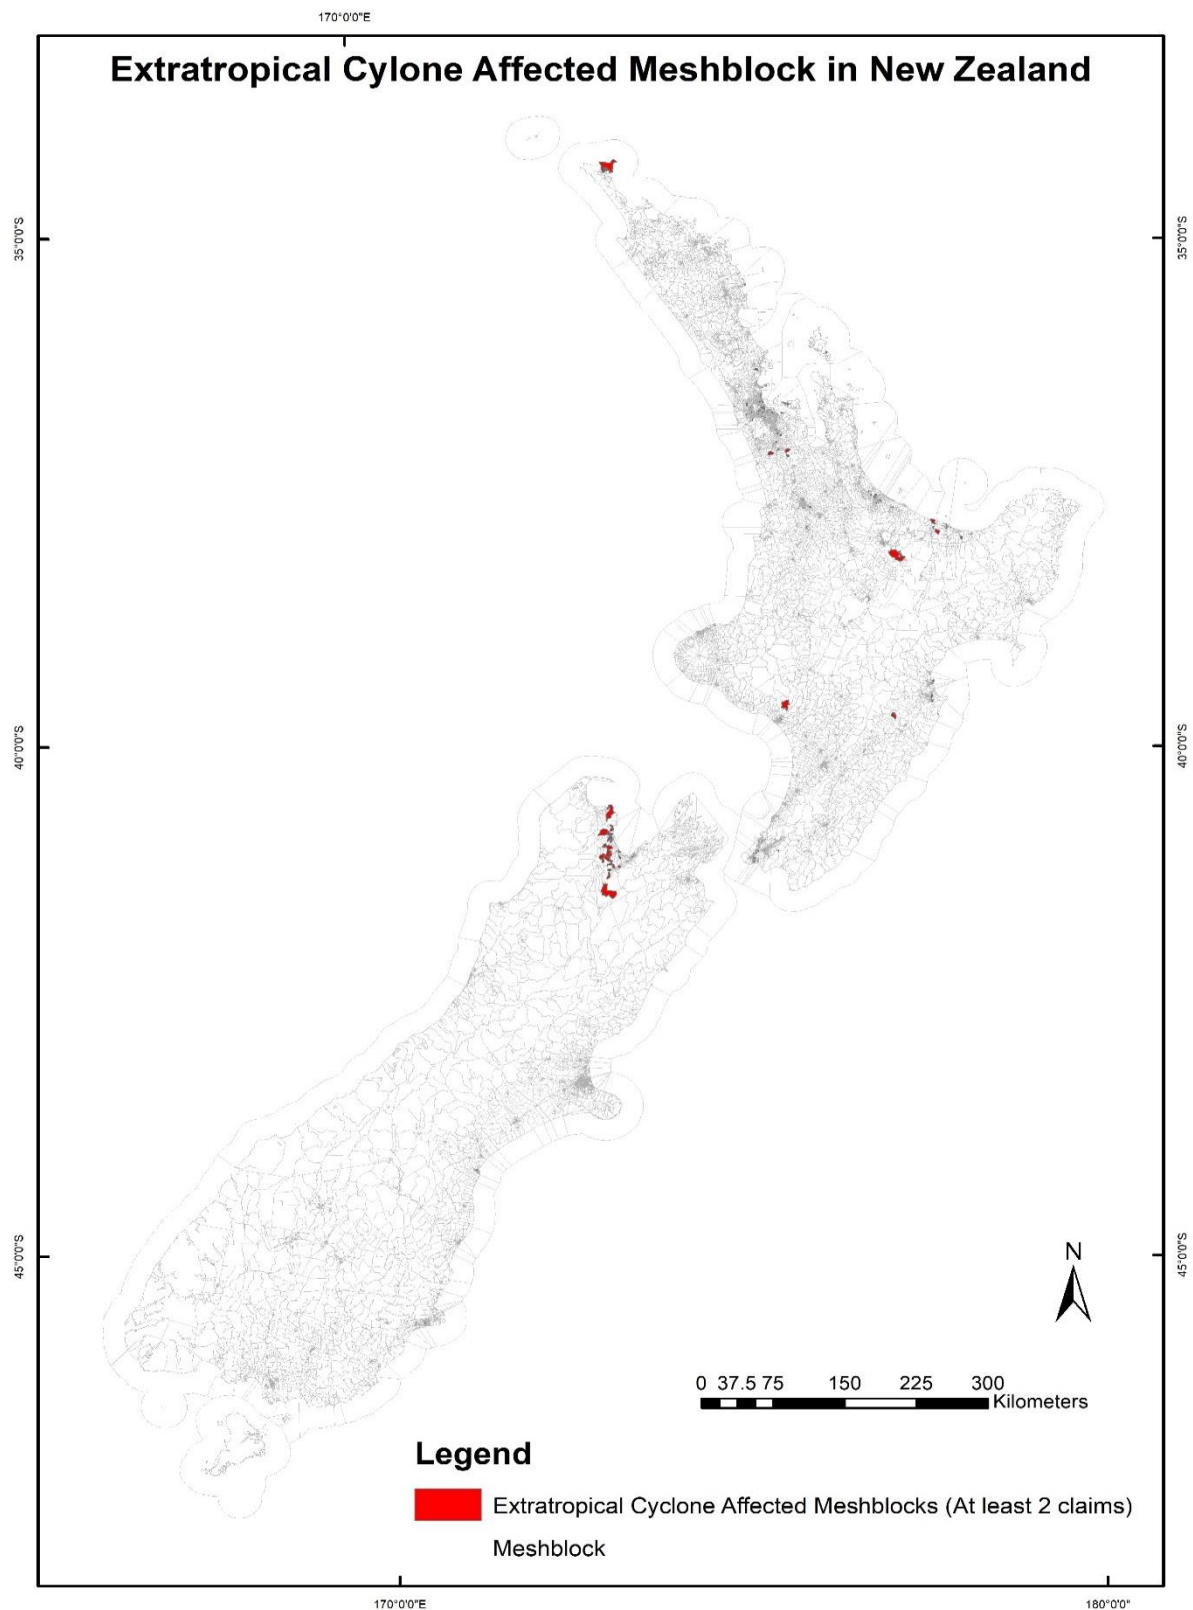 170°0'0"E
Extratropical Cylone Affected Meshblock in New Zealand
35°0'0"S
35°0'0"S
40°0'0"S
40°0'0"S
45°0'0"S
45°0'0"S
N
0 37.5 75 150 225 300
Kilometers
Legend
Extratropical Cyclone Affected Meshblocks (At least 2 claims)
Meshblock
170°0'0"E
180°0'0"